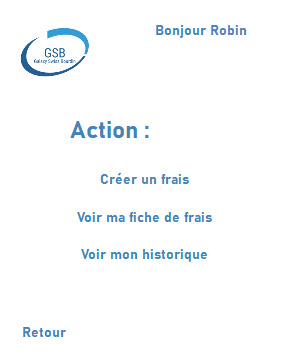 Bonjour Robin
GSB
Galaxy Swiss Bourdin
Action :
Créer un frais
Voir ma fiche de frais
Voir mon historique
Retour